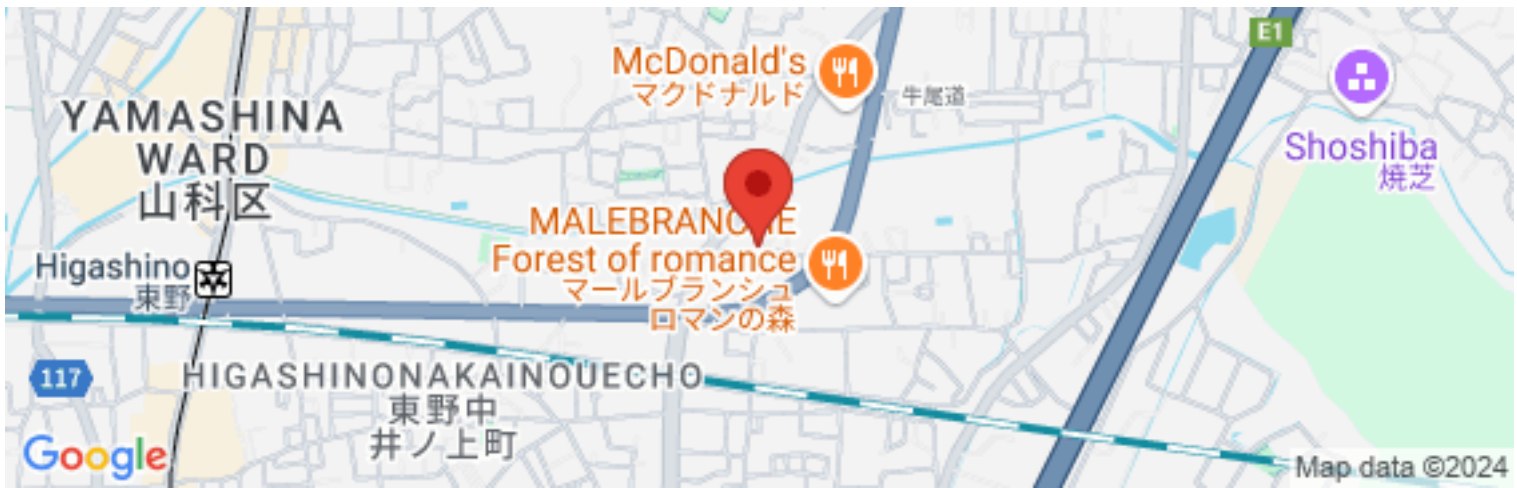 E1
McDonald's
マクドナルド
牛尾道
YAMASHINA
WARD
山科区
Shoshiba
焼芝
MALEBRANCHE
Forest of romance
マールブランシュ
ロマンの森
Higashino
東野
117
HIGASHINONAKAINOUECHO
東野中
井ノ上町
Google
Map data ©2024